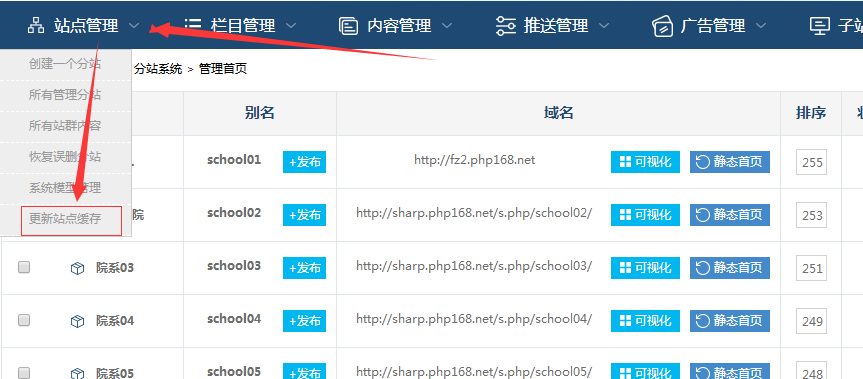 站点管理 栏目管理 内容管理 推送管理 广告管理 子站
创建一个分站 分站系统 > 管理首页
所有管理分站 别名 域名 排序
所有站群内容
恢复误删分站 school01 +发布 http://fz2.php168.net 可视化 静态首页 255
系统模型管理
更新站点缓存 院 school02 +发布 http://sharp.php168.net/s.php/school02/ 可视化 静态首页 253
院系03 school03 +发布 http://sharp.php168.net/s.php/school03/ 可视化 静态首页 251
院系04 school04 +发布 http://sharp.php168.net/s.php/school04/ 可视化 静态首页 249
院系05 school05 +发布 http://sharp.php168.net/s.php/school05/ 可视化 静态首页 248